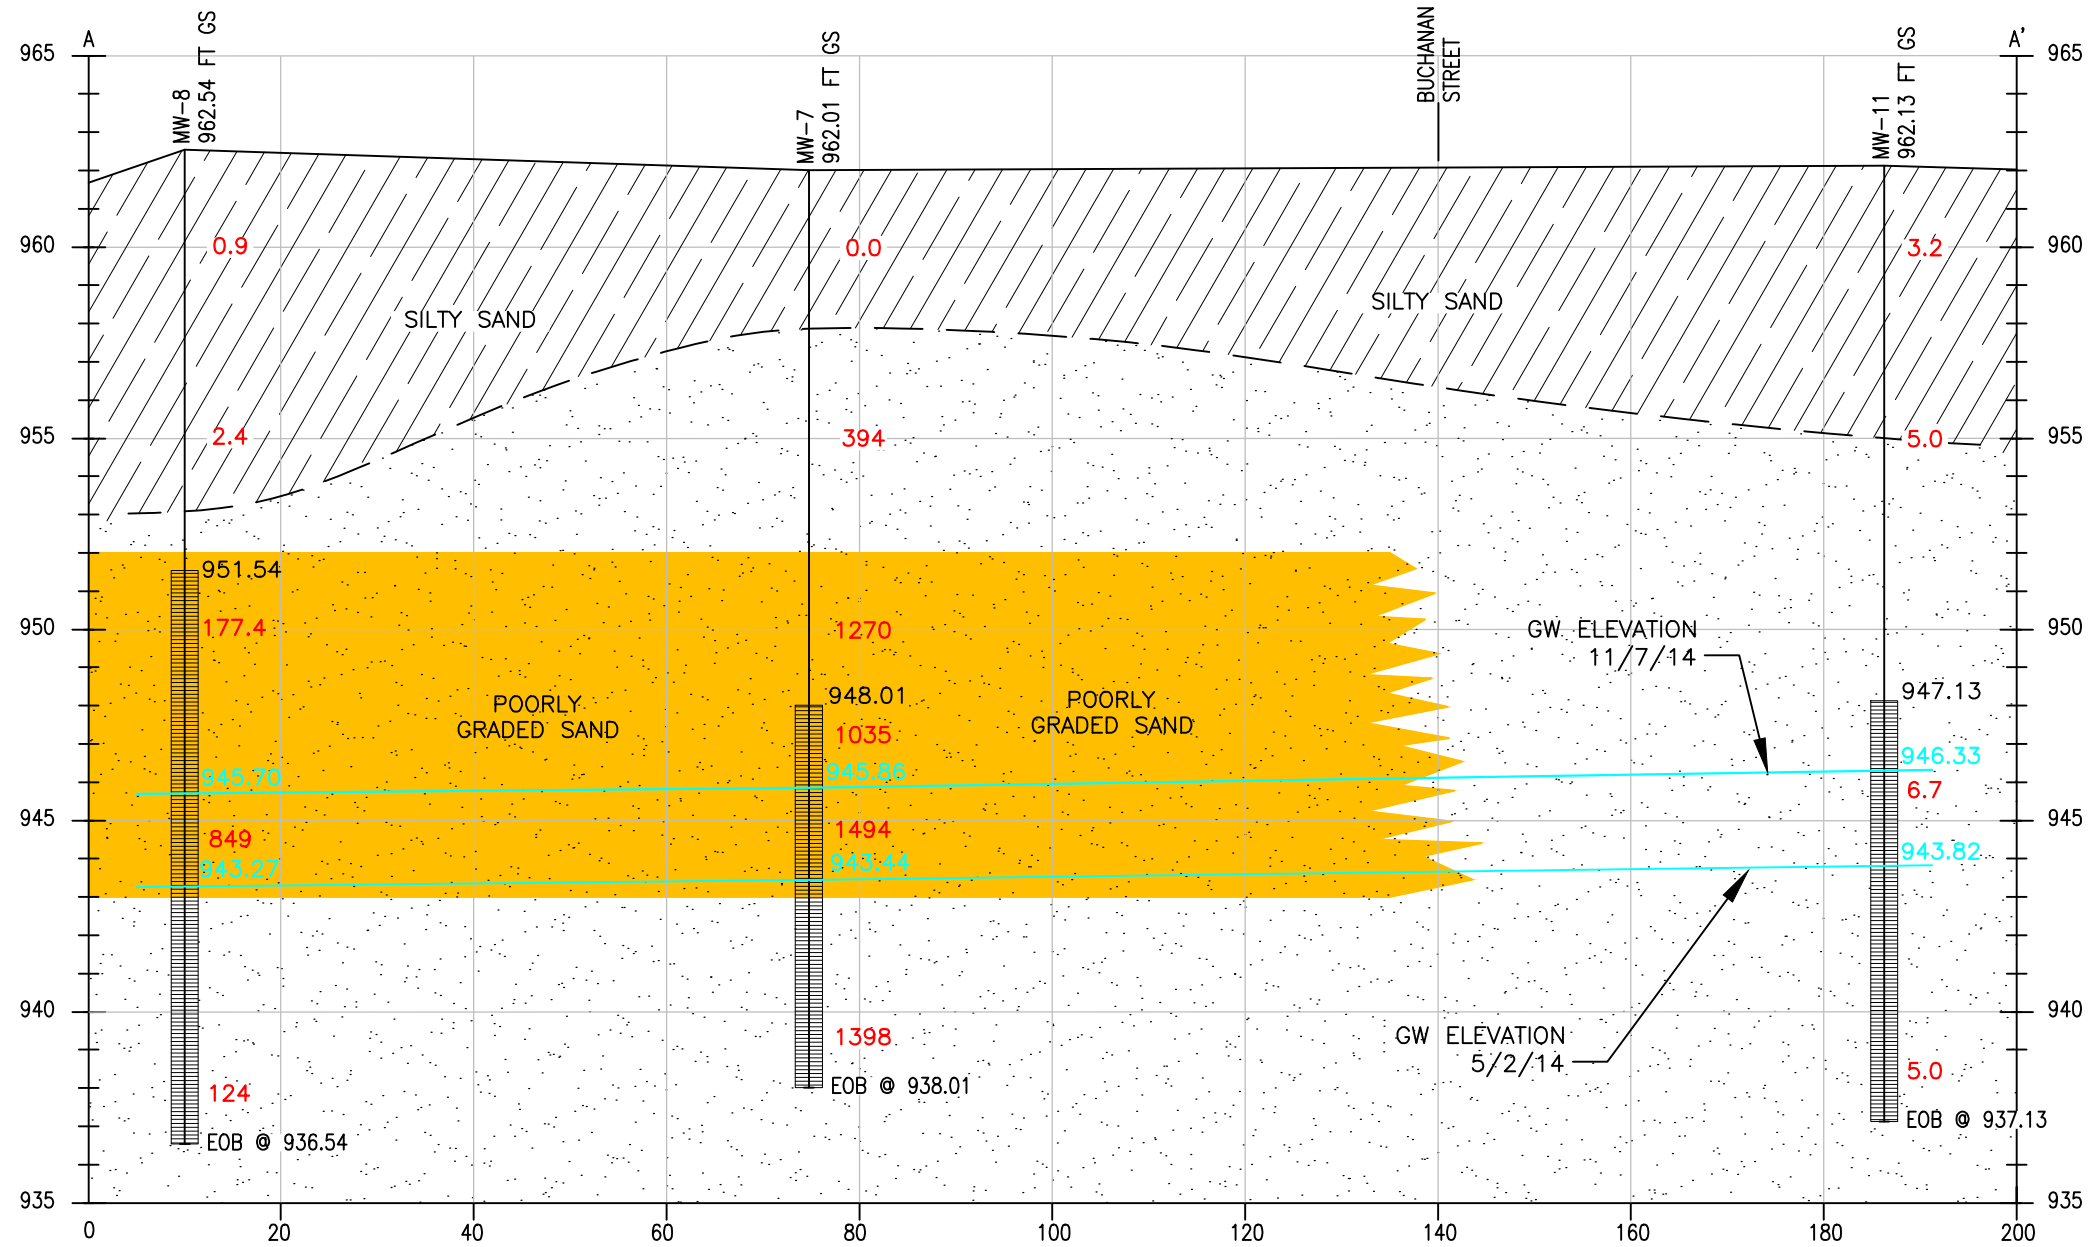 A
MW-8
962.54 FT GS
MW-7
962.01 FT GS
BUCHANAN
STREET
MW-11
962.13 FT GS
A'
965
965
960
0.9
0.0
3.2
960
SILTY SAND
SILTY SAND
955
2.4
394
5.0
955
951.54
950
177.4
1270
GW ELEVATION
11/7/14
950
POORLY
GRADED SAND
948.01
POORLY
GRADED SAND
947.13
1035
945.70
945.86
946.33
6.7
945
849
1494
945
943.27
943.44
943.82
940
940
1398
GW ELEVATION
5/2/14
124
EOB @ 938.01
5.0
EOB @ 936.54
EOB @ 937.13
935
935
0
20
40
60
80
100
120
140
160
180
200